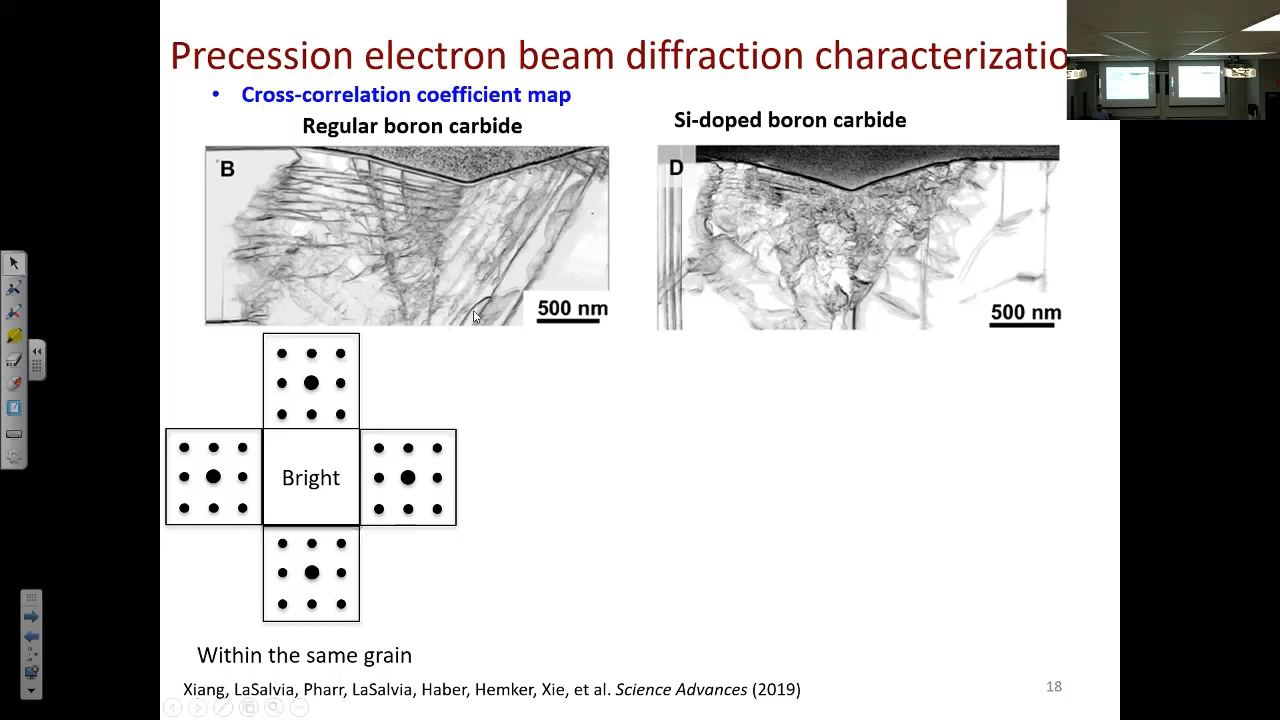 Precession electron beam diffraction characterizatio
• Cross-correlation coefficient map
Regular boron carbide
Si-doped boron carbide
B
D
500 nm
500 nm
Bright
Within the same grain
Xiang, LaSalvia, Pharr, LaSalvia, Haber, Hemker, Xie, et al. Science Advances (2019)
18